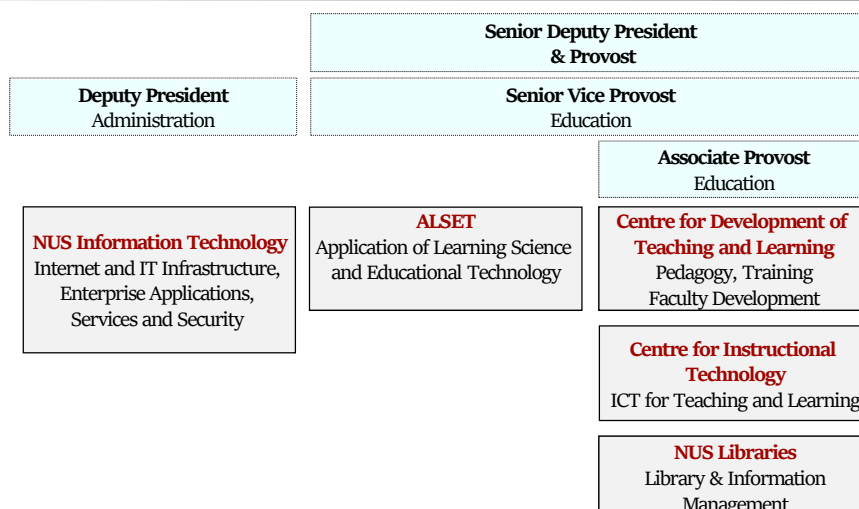 Senior Deputy President
& Provost
Deputy President
Administration
Senior Vice Provost
Education
Associate Provost
Education
NUS Information Technology
Internet and IT Infrastructure,
Enterprise Applications,
Services and Security
ALSET
Application of Learning Science
and Educational Technology
Centre for Development of
Teaching and Learning
Pedagogy, Training
Faculty Development
Centre for Instructional
Technology
ICT for Teaching and Learning
NUS Libraries
Library & Information
Management